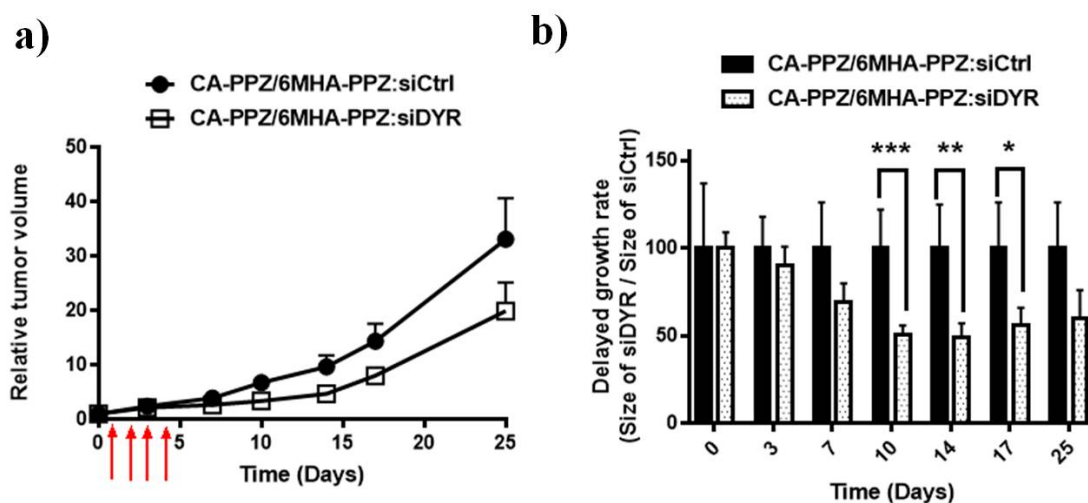 a)
CA-PPZ/6MHA-PPZ:siCtrl
CA-PPZ/6MHA-PPZ:siDYR
Relative tumor volume
50
40
30
20
10
0
0 5 10 15 20 25
Time (Days)
b)
CA-PPZ/6MHA-PPZ:siCtrl
CA-PPZ/6MHA-PPZ:siDYR
Delayed growth rate
(Size of siDYR / Size of siCtrl)
150
100
50
0
*** ** *
0 3 7 10 14 17 25
Time (Days)